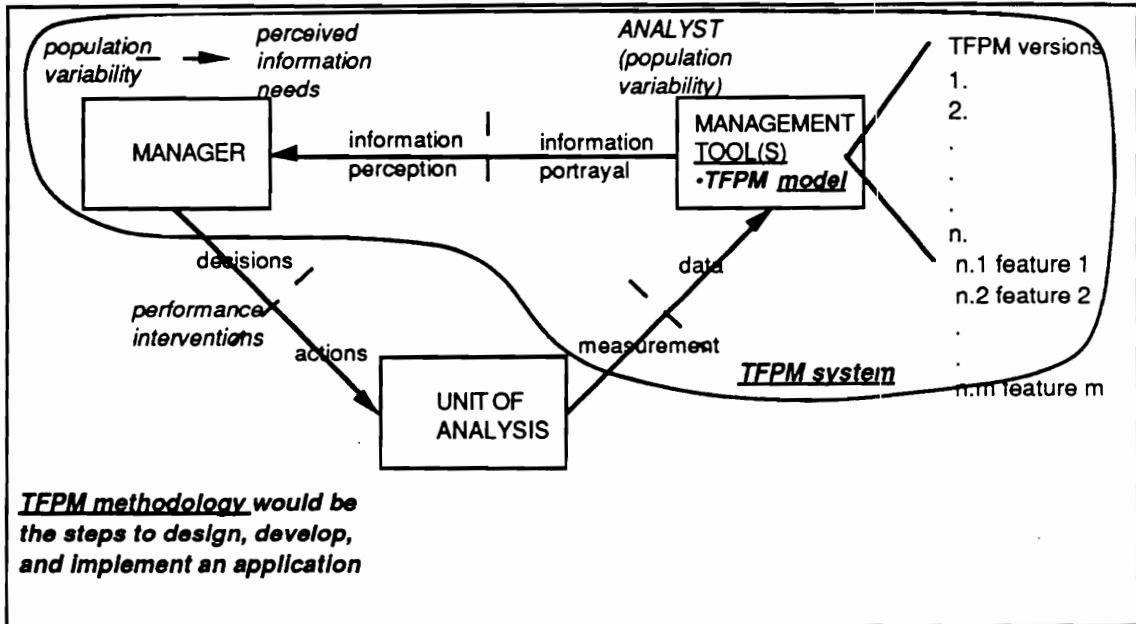 population
variability
perceived
information
needs
ANALYST
(population
variability)
TFPM versions
1.
2.
.
.
.
n.
n.1 feature 1
n.2 feature 2
.
.
n.m feature m
MANAGER
information
perception
information
portrayal
MANAGEMENT
TOOL(S)
•TFPM model
decisions
performance
interventions
actions
data
measurement
UNIT OF
ANALYSIS
TFPM system
TFPM methodology would be
the steps to design, develop,
and implement an application